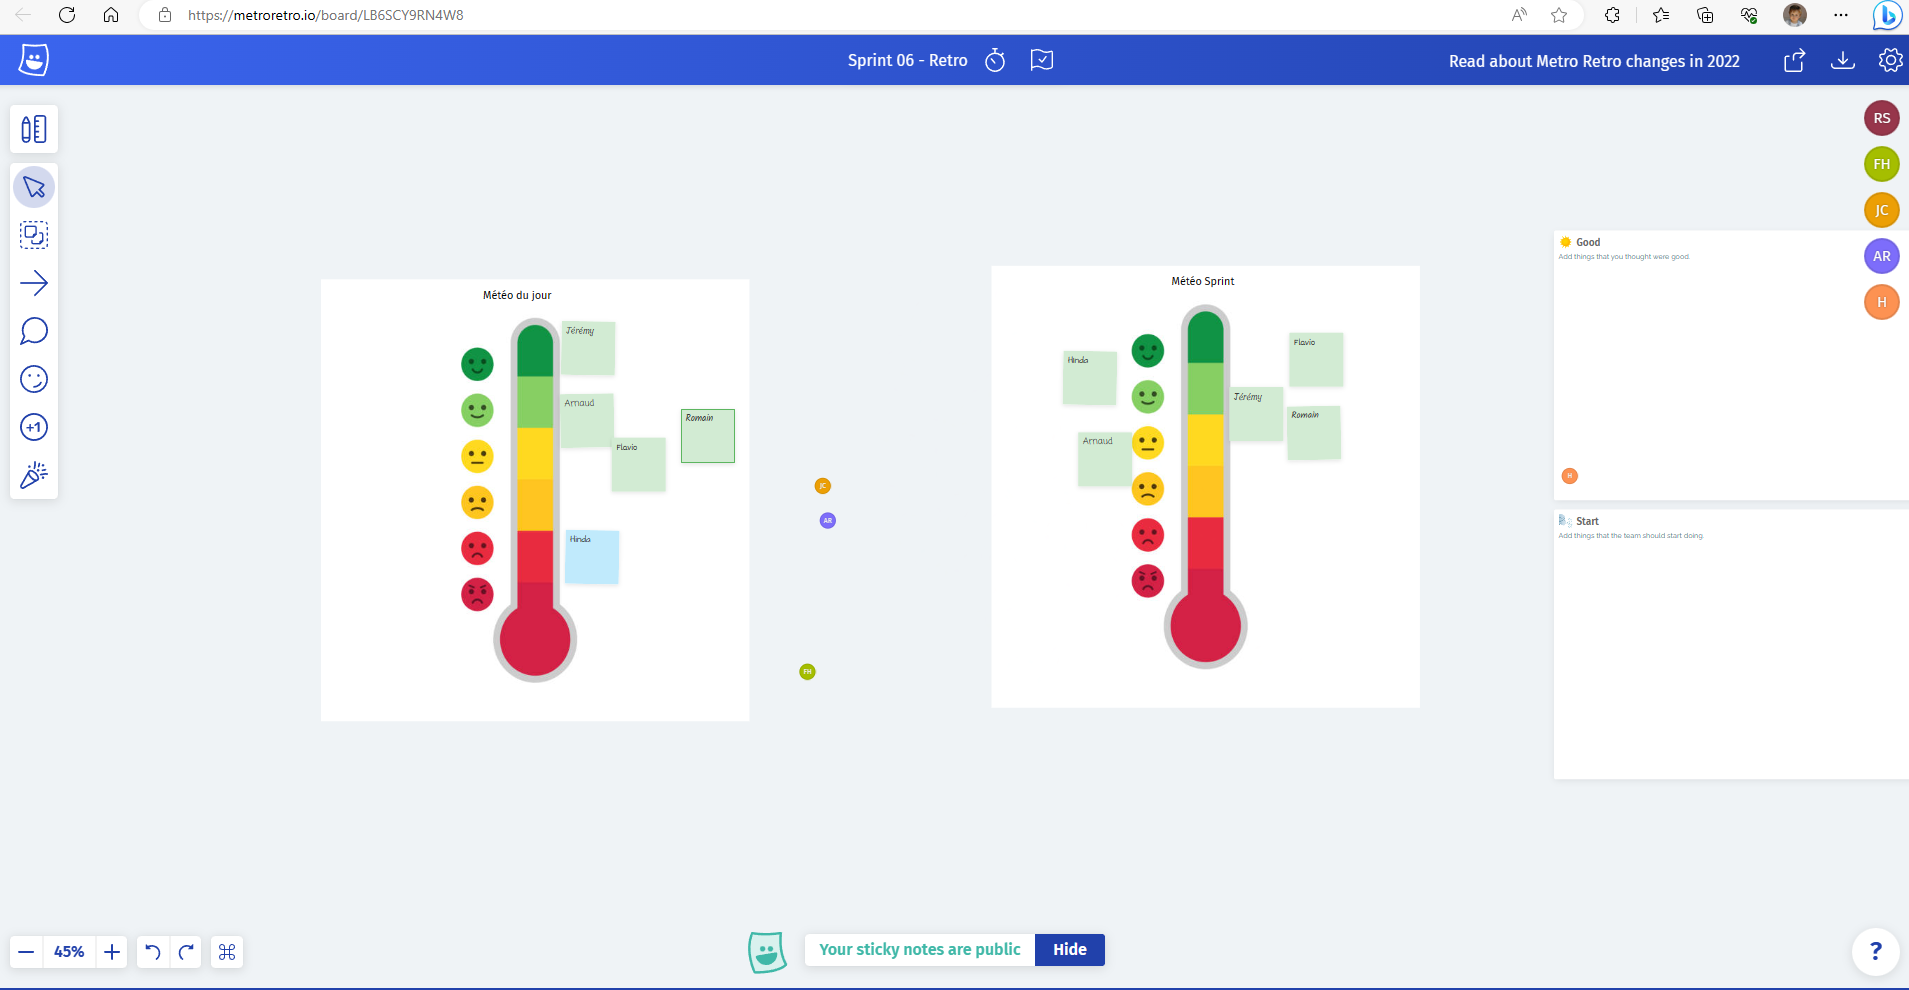 https://metroretro.io/board/LB6SCY9RN4W8
Sprint 06 - Retro
Read about Metro Retro changes in 2022
RS
FH
JC
AR
H
+1
Météo du jour
Jérémy
Arnaud
Romain
Flavio
Hinda
JC
AR
FH
Météo Sprint
Flavio
Hinda
Jérémy
Romain
Arnaud
Good
Add things that you thought were good.
H
Start
Add things that the team should start doing.
45%
Your sticky notes are public
Hide
?